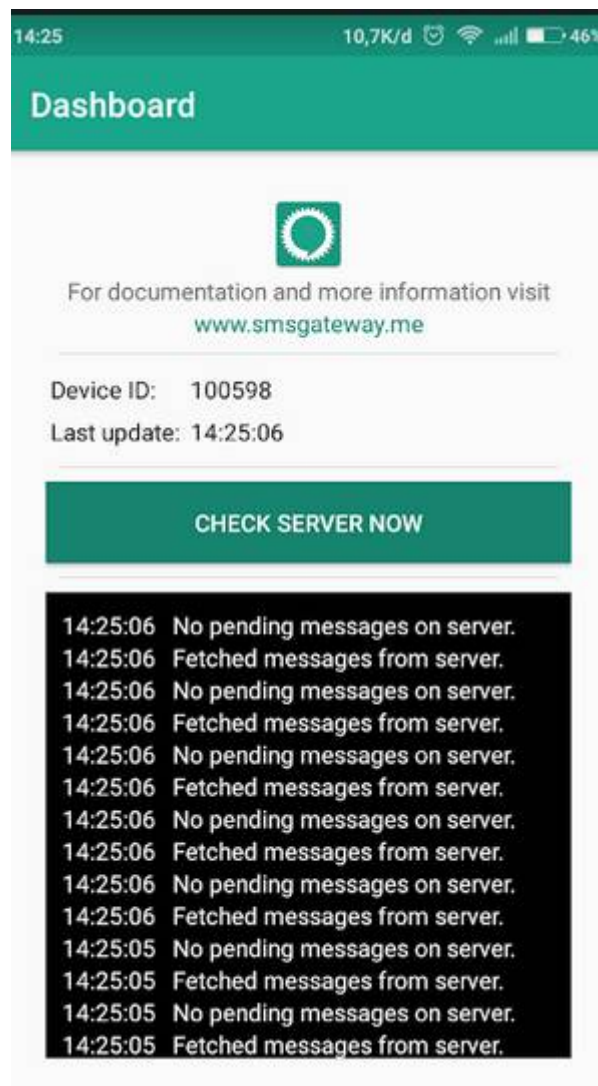 14:25 10,7K/d 46%
Dashboard
For documentation and more information visit
www.smsgateway.me
Device ID: 100598
Last update: 14:25:06
CHECK SERVER NOW
14:25:06 No pending messages on server.
14:25:06 Fetched messages from server.
14:25:06 No pending messages on server.
14:25:06 Fetched messages from server.
14:25:06 No pending messages on server.
14:25:06 Fetched messages from server.
14:25:06 No pending messages on server.
14:25:06 Fetched messages from server.
14:25:06 No pending messages on server.
14:25:06 Fetched messages from server.
14:25:05 No pending messages on server.
14:25:05 Fetched messages from server.
14:25:05 No pending messages on server.
14:25:05 Fetched messages from server.